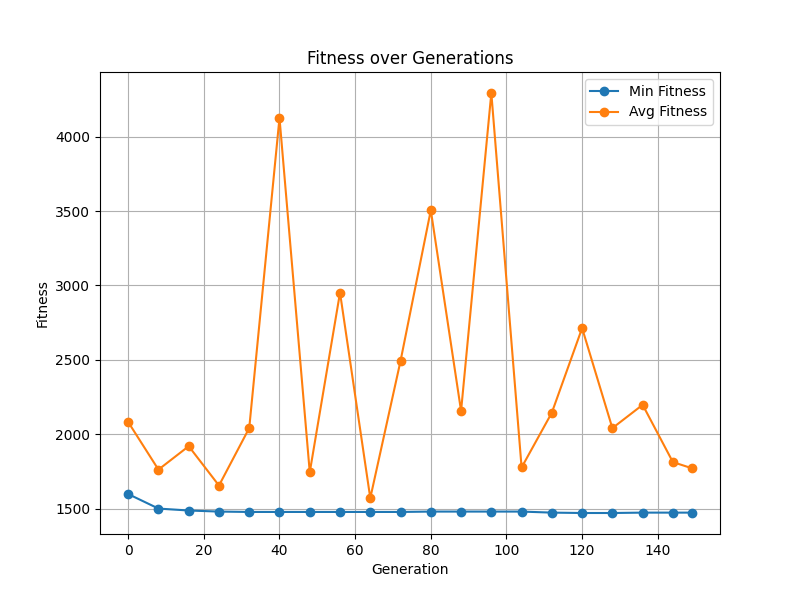 Fitness over Generations
Min Fitness
Avg Fitness
4000
3500
3000
2500
2000
1500
Fitness
0 20 40 60 80 100 120 140
Generation